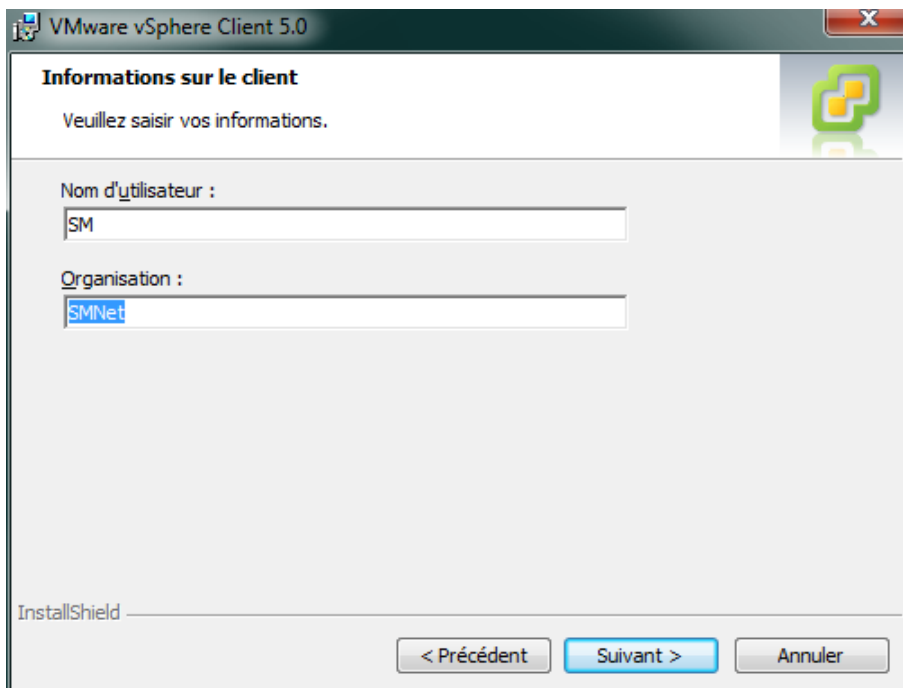 VMware vSphere Client 5.0
Informations sur le client
Veuillez saisir vos informations.
Nom d'utilisateur :
SM
Organisation :
SMNet
InstallShield
< Précédent
Suivant >
Annuler